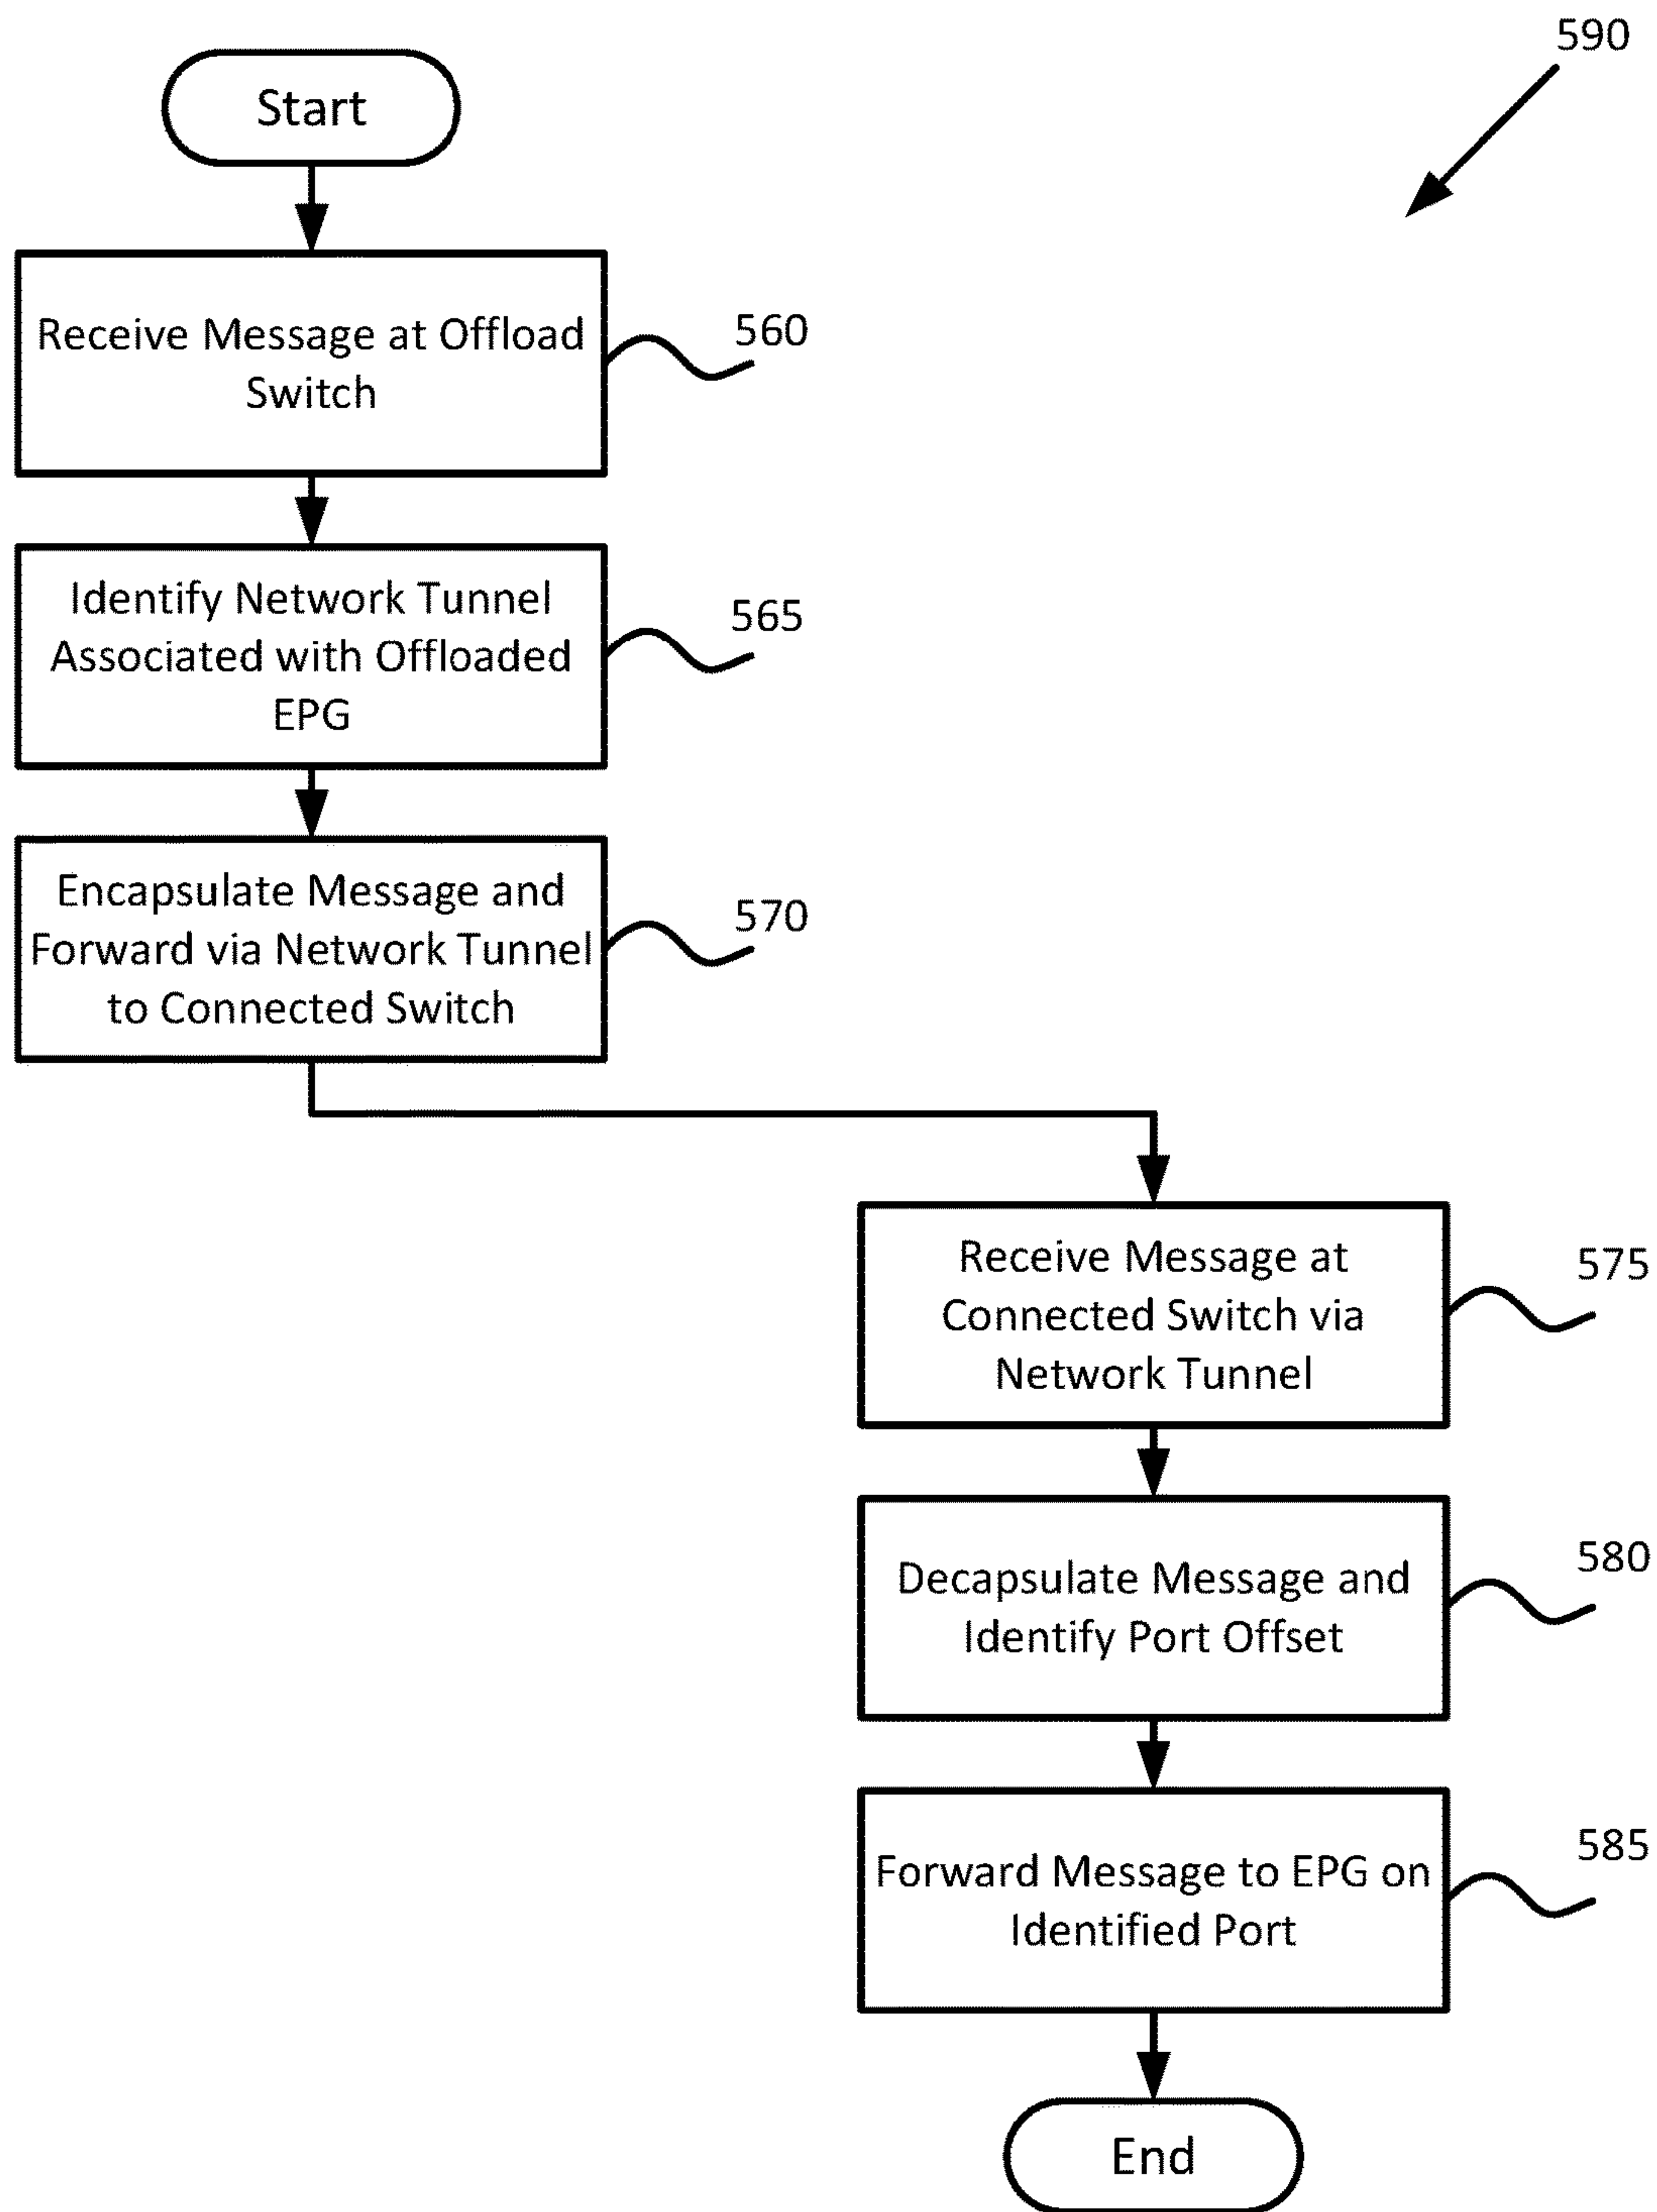 590
Start
Receive Message at Offload
Switch
560
Identify Network Tunnel
Associated with Offloaded
EPG
565
Encapsulate Message and
Forward via Network Tunnel
to Connected Switch
570
Receive Message at
Connected Switch via
Network Tunnel
575
Decapsulate Message and
Identify Port Offset
580
Forward Message to EPG on
Identified Port
585
End